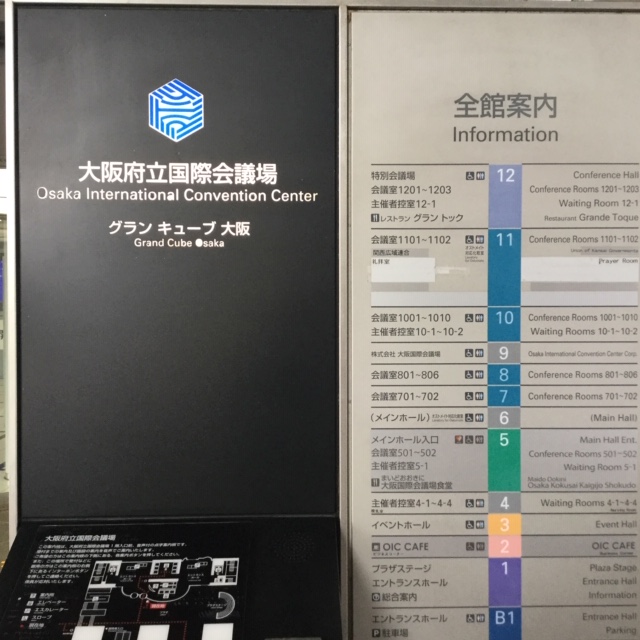 大阪府立国際会議場
Osaka International Convention Center
グラン キューブ 大阪
Grand Cube Osaka
大阪府立国際会議場
全館案内
Information
特別会議場 12 Conference Hall
会議室1201~1203 Conference Rooms 1201~1203
主催者控室12-1 Waiting Room 12-1
レストラン グラン トック Restaurant Grande Toque
会議室1101~1102 11 Conference Rooms 1101~1102
関西広域連合
礼拝室 Prayer Room
会議室1001~1010 10 Conference Rooms 1001~1010
主催者控室10-1~10-2 Waiting Rooms 10-1~10-2
株式会社 大阪国際会議場 9 Osaka International Convention Center Corp.
会議室801~806 8 Conference Rooms 801~806
会議室701~702 7 Conference Rooms 701~702
(メインホール) 6 (Main Hall)
メインホール入口 5 Main Hall Ent.
会議室501~502 Conference Rooms 501~502
主催者控室5-1 Waiting Room 5-1
まいどおおきに Maido Ookini
大阪国際会議場食堂 Osaka Kokusai Kaigijo Shokudo
主催者控室4-1~4-4 4 Waiting Rooms 4-1~4-4
イベントホール 3 Event Hall
OIC CAFE 2 OIC CAFE
プラザステージ 1 Plaza Stage
エントランスホール Entrance Hall
総合案内 Information
エントランスホール B1 Entrance Hall
P 駐車場 Parking